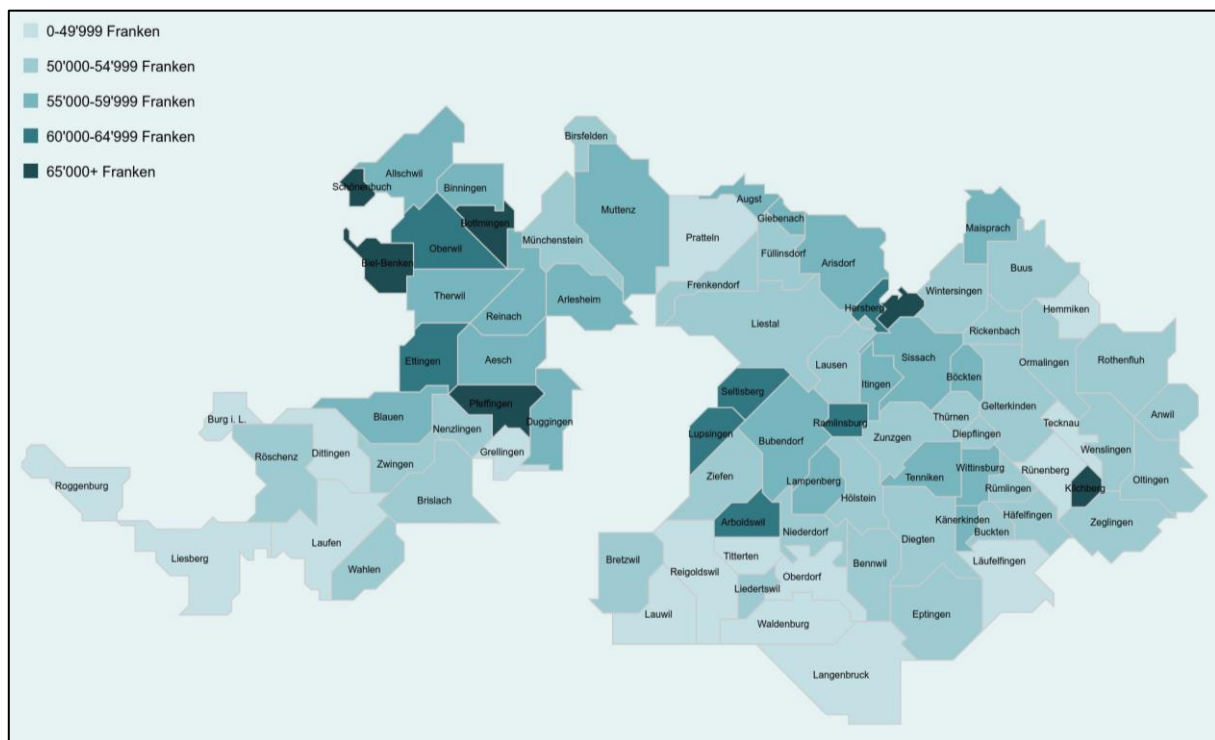 0-49'999 Franken
50'000-54'999 Franken
55'000-59'999 Franken
60'000-64'999 Franken
65'000+ Franken
Birsfelden
Allschwil
Schönenbuch
Binningen
Augst
Muttenz
Giebenach
Bottmingen
Maisprach
Oberwil
Münchenstein
Pratteln
Füllinsdorf
Arisdorf
Biel-Benken
Buus
Frenkendorf
Wintersingen
Therwil
Arlesheim
Hersberg
Hemmiken
Reinach
Liestal
Rickenbach
Ettingen
Aesch
Lausen
Sissach
Ormalingen
Rothenfluh
Itingen
Böckten
Seltisberg
Pfeffingen
Gelterkinden
Burg i. L.
Blauen
Duggingen
Ramlinsburg
Thürnen
Anwil
Nenzlingen
Lupsingen
Bubendorf
Zunzgen
Diepflingen
Tecknau
Grellingen
Wenslingen
Röschenz
Dittingen
Zwingen
Roggenburg
Ziefen
Lampenberg
Tenniken
Wittinsburg
Rünenberg
Oltingen
Brislach
Hölstein
Rümlingen
Kilchberg
Arboldswil
Känerkinden
Häfelfingen
Zeglingen
Niederdorf
Diegten
Buckten
Laufen
Liesberg
Titterten
Bretzwil
Bennwil
Läufelfingen
Wahlen
Reigoldswil
Oberdorf
Liedertswil
Lauwil
Eptingen
Waldenburg
Langenbruck